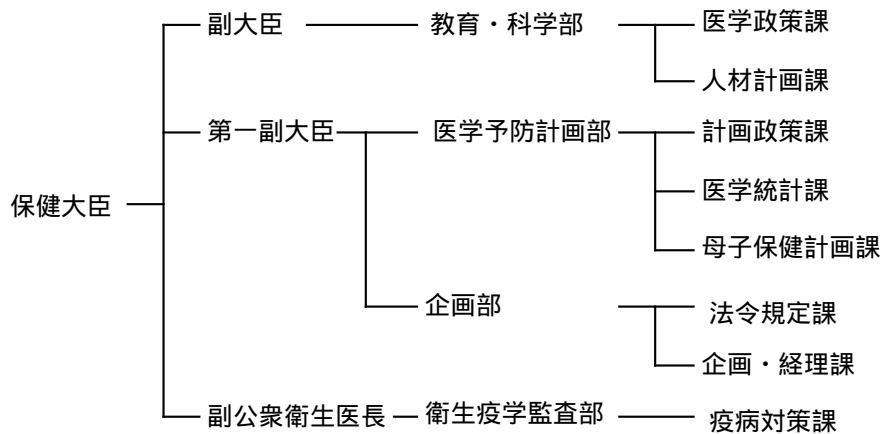 保健大臣
副大臣
教育・科学部
医学政策課
人材計画課
第一副大臣
医学予防計画部
計画政策課
医学統計課
母子保健計画課
企画部
法令規定課
企画・経理課
副公衆衛生医長
衛生疫学監査部
疫病対策課